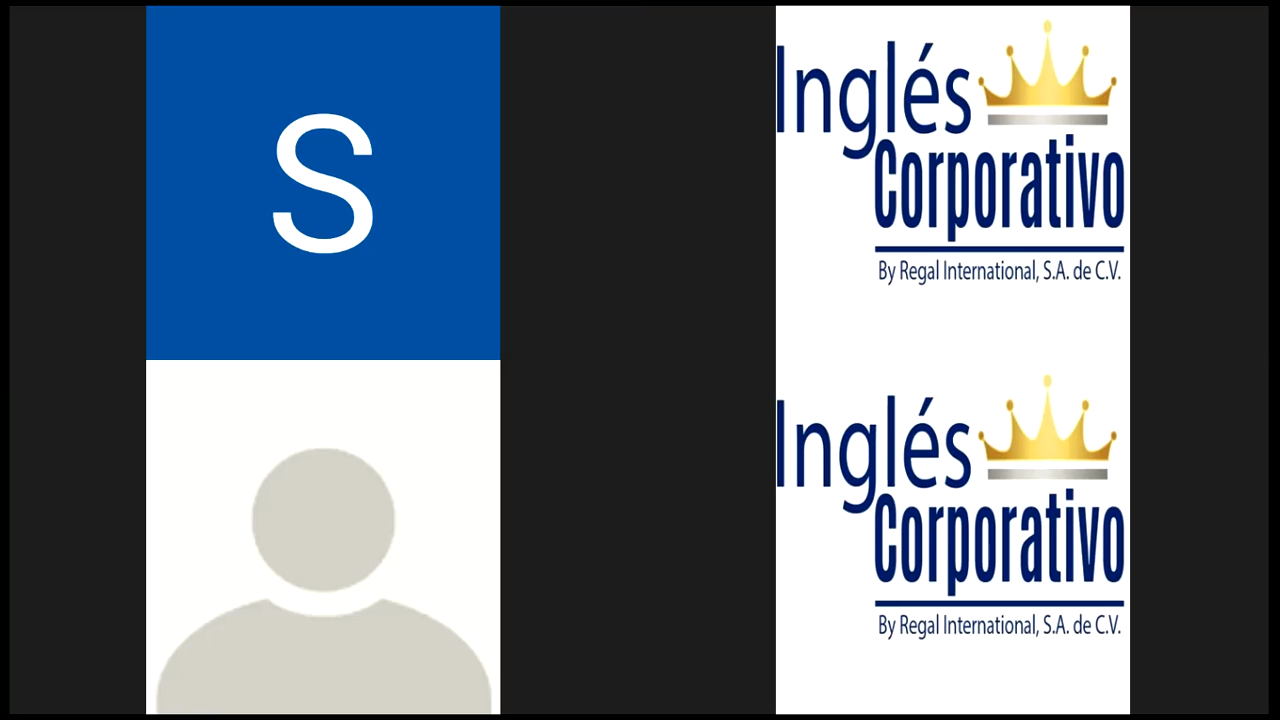 S
Inglés
Corporativo
By Regal International, S.A. de C.V.
Inglés
Corporativo
By Regal International, S.A. de C.V.